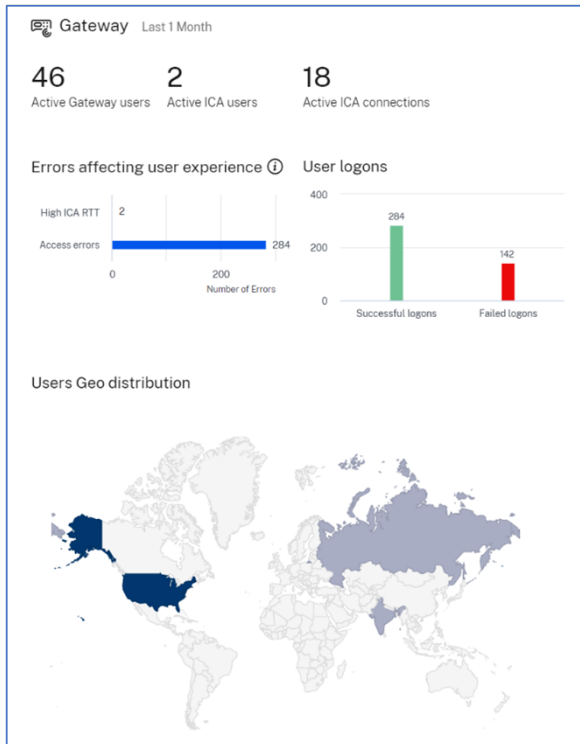 Gateway Last 1 Month
46 2 18
Active Gateway users Active ICA users Active ICA connections
Errors affecting user experience
High ICA RTT 2
Access errors 284
0 200
Number of Errors
User logons
400
284
200
142
0
Successful logons Failed logons
Users Geo distribution